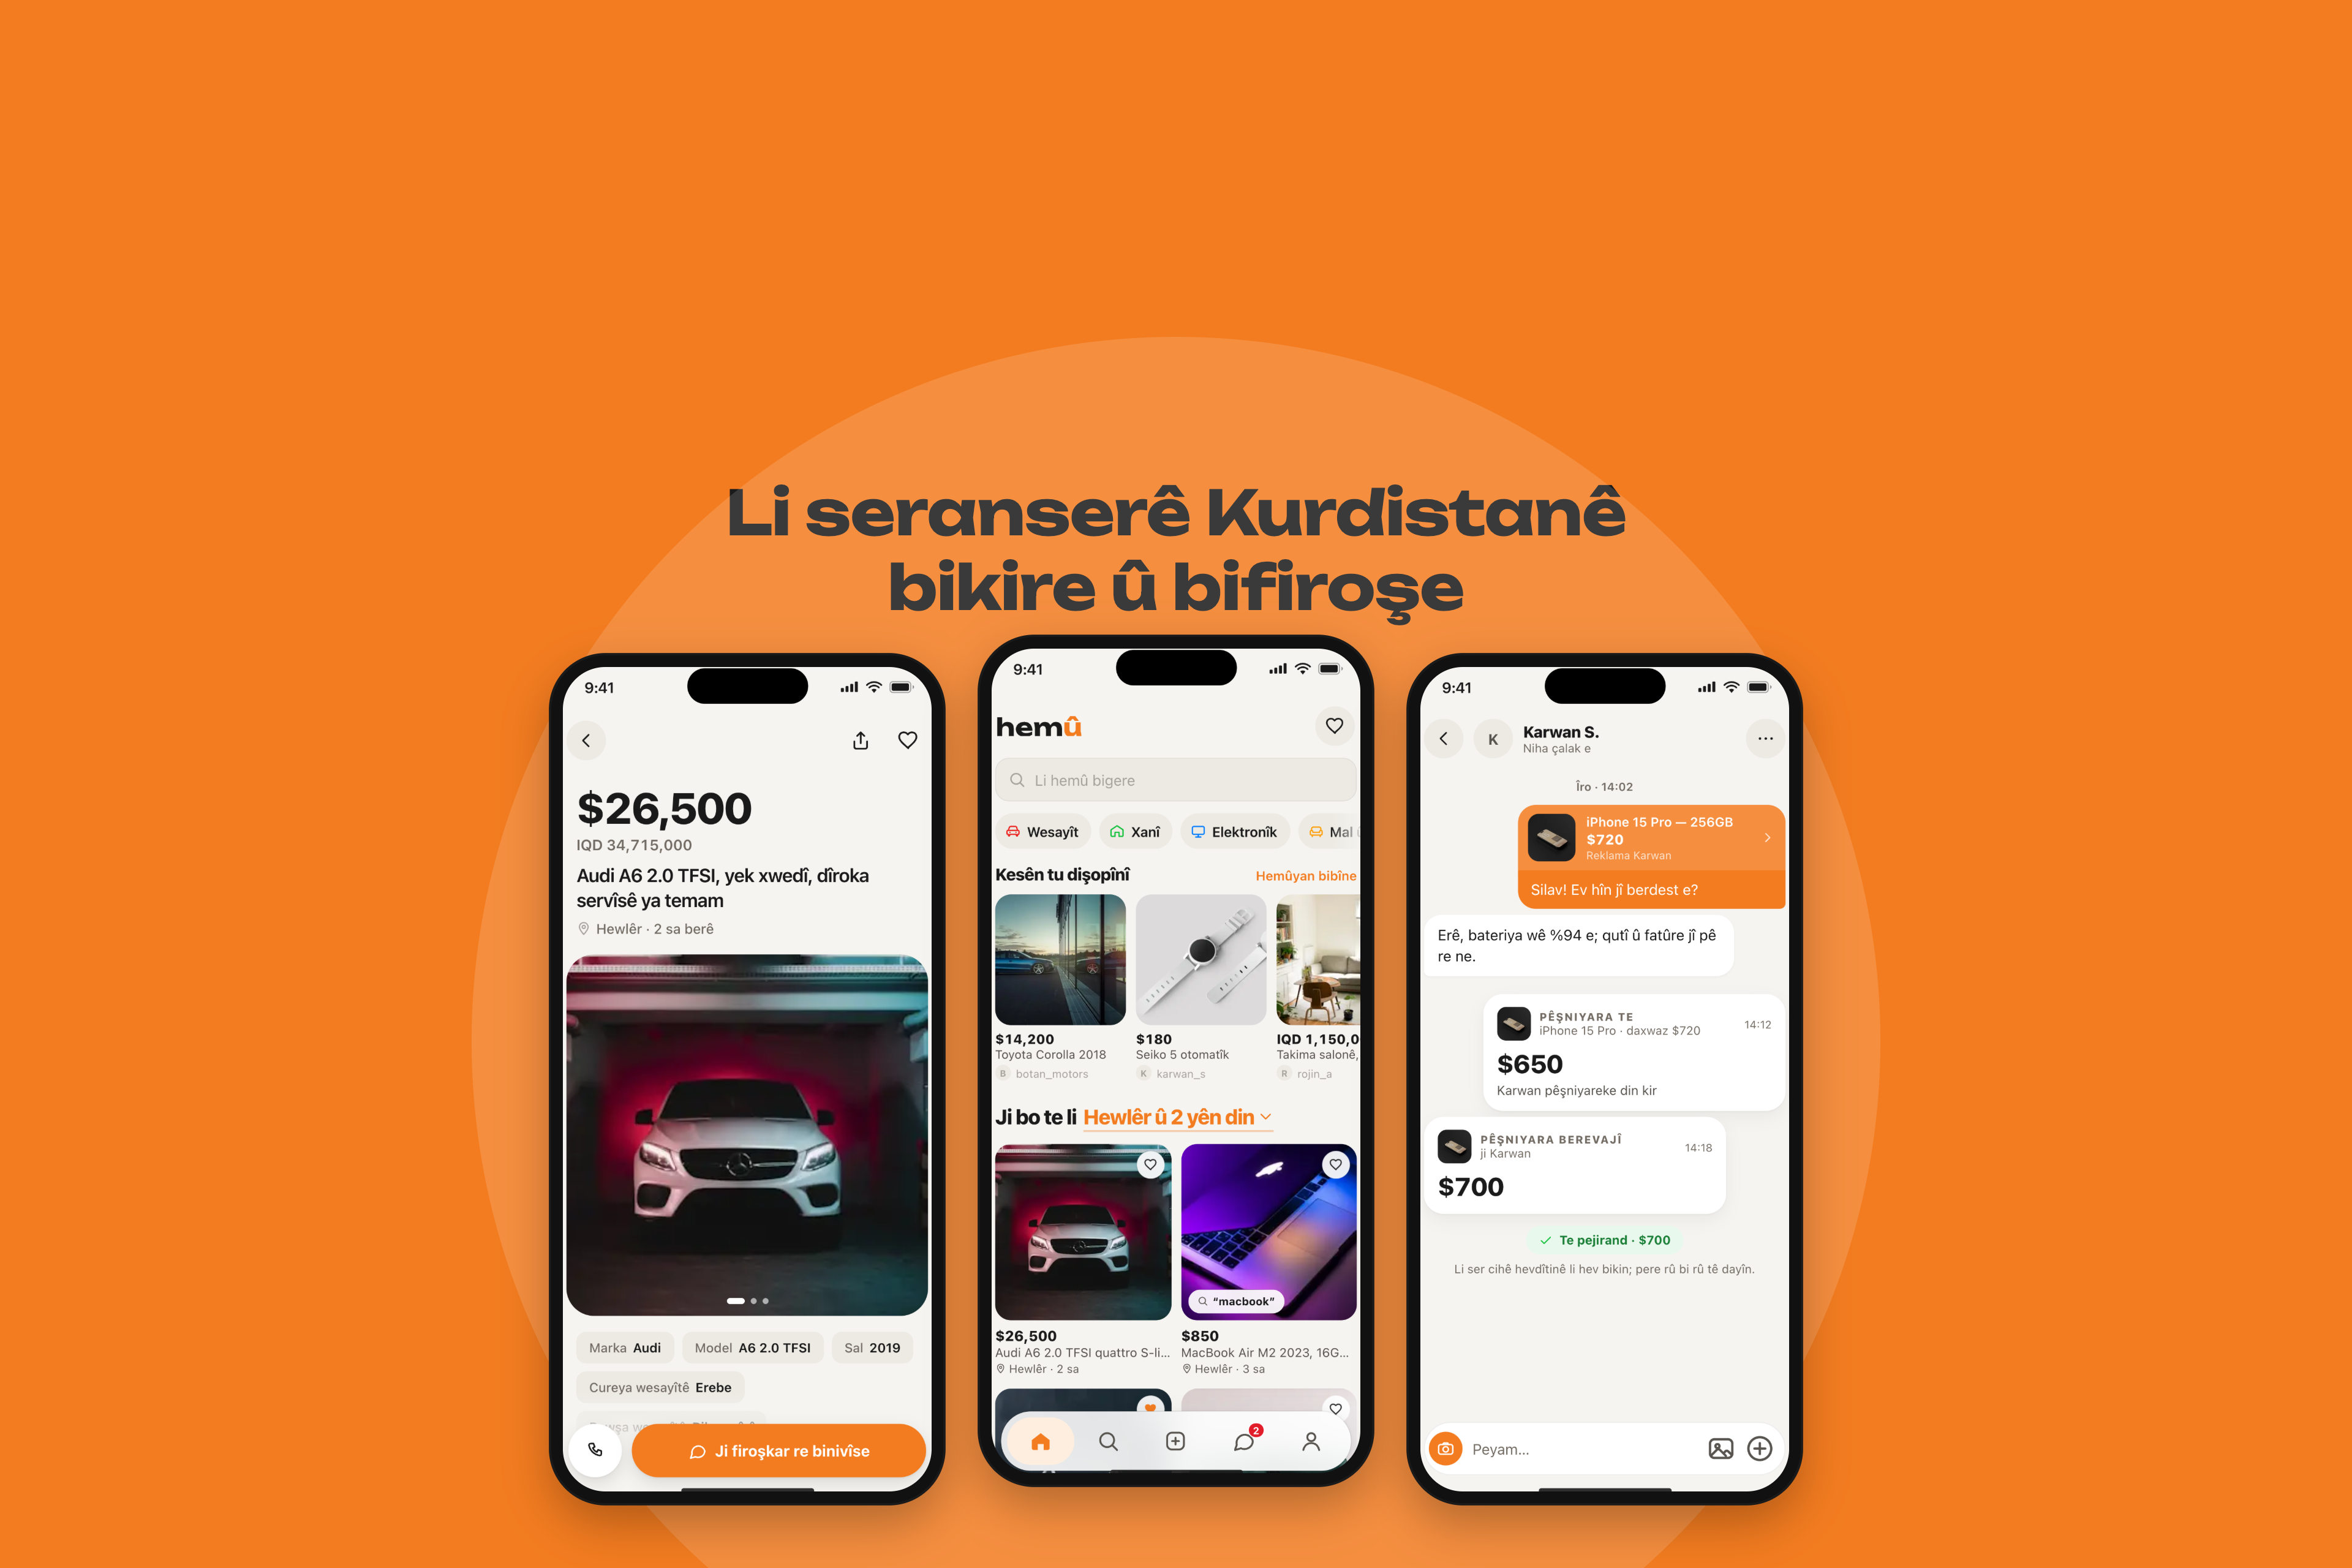 Li seranserê Kurdistanê
bikire û bifiroşe
9:41
$26,500
IQD 34,715,000
Audi A6 2.0 TFSI, yek xwedî, dîroka
servîsê ya temam
Hewlêr · 2 sa berê
Marka Audi
Model A6 2.0 TFSI
Sal 2019
Cureya wesayîtê Erebe
Ji firoşkar re binivîse
9:41
hemû
Li hemû bigere
Wesayît
Xanî
Elektronîk
Mal
Kesên tu dişopînî
Hemûyan bibîne
$14,200
Toyota Corolla 2018
B botan_motors
$180
Seiko 5 otomatîk
K karwan_s
IQD 1,150,0
Takima salonê,
R rojin_a
Ji bo te li Hewlêr û 2 yên din
"macbook"
$26,500
Audi A6 2.0 TFSI quattro S-li...
Hewlêr · 2 sa
$850
MacBook Air M2 2023, 16G...
Hewlêr · 3 sa
2
9:41
K
Karwan S.
Niha çalak e
Îro · 14:02
iPhone 15 Pro — 256GB
$720
Reklama Karwan
Silav! Ev hîn jî berdest e?
Erê, bateriya wê %94 e; qutî û fatûre jî pê
re ne.
PÊŞNIYARA TE
iPhone 15 Pro · daxwaz $720
14:12
$650
Karwan pêşniyareke din kir
PÊŞNIYARA BEREVAJÎ
ji Karwan
14:18
$700
Te pejirand · $700
Li ser cihê hevdîtinê li hev bikin; pere rû bi rû tê dayîn.
Peyam...